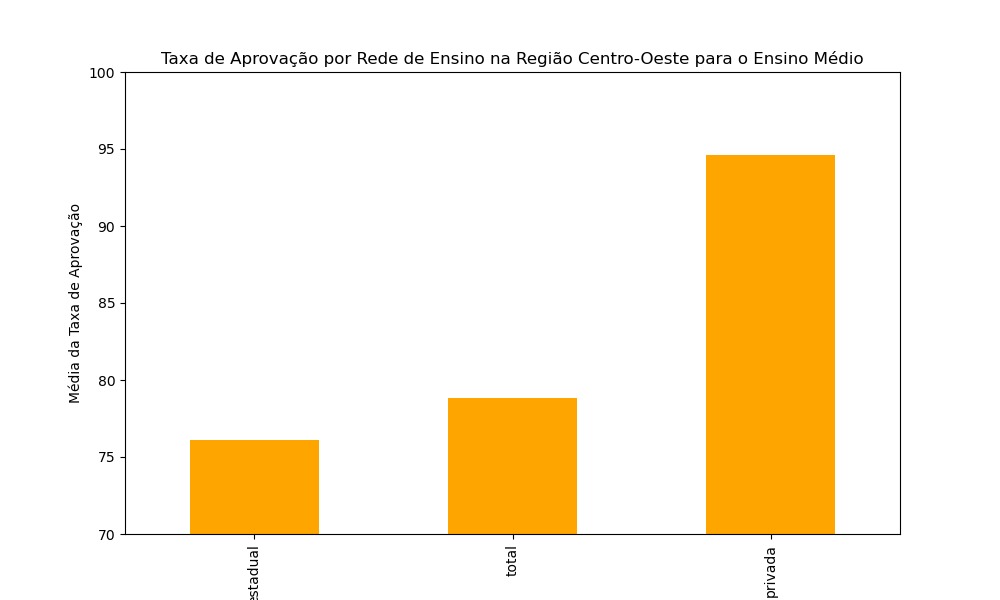 Taxa de Aprovação por Rede de Ensino na Região Centro-Oeste para o Ensino Médio
Média da Taxa de Aprovação
100
95
90
85
80
75
70
estadual
total
privada